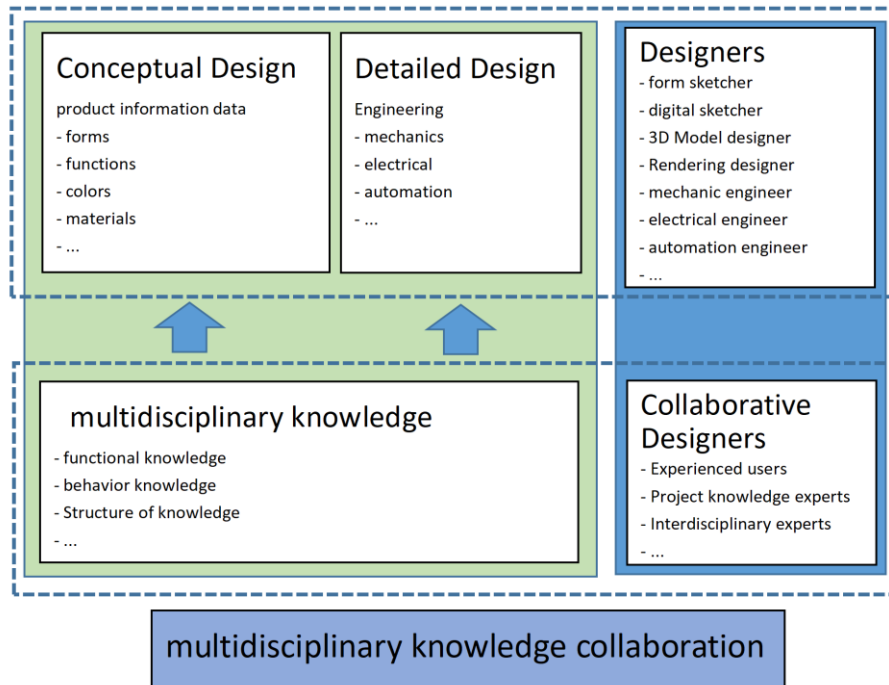 Conceptual Design
product information data
- forms
- functions
- colors
- materials
- ...
Detailed Design
Engineering
- mechanics
- electrical
- automation
- ...
Designers
- form sketcher
- digital sketcher
- 3D Model designer
- Rendering designer
- mechanic engineer
- electrical engineer
- automation engineer
- ...
multidisciplinary knowledge
- functional knowledge
- behavior knowledge
- Structure of knowledge
- ...
Collaborative
Designers
- Experienced users
- Project knowledge experts
- Interdisciplinary experts
- ...
multidisciplinary knowledge collaboration